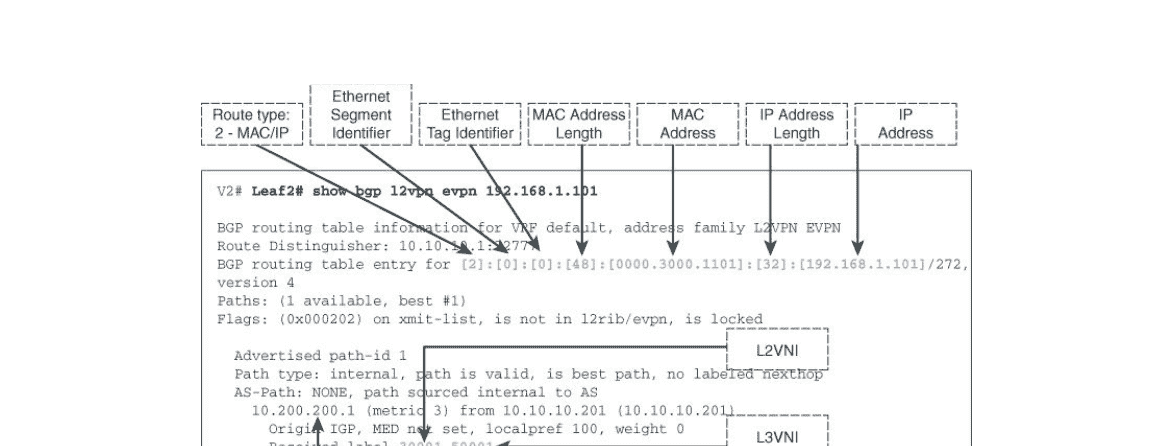 Route type:
2 - MAC/IP
Ethernet
Segment
Identifier
Ethernet
Tag Identifier
MAC Address
Length
MAC
Address
IP Address
Length
IP
Address
V2# Leaf2# show bgp l2vpn evpn 192.168.1.101
BGP routing table information for VRF default, address family L2VPN EVPN
Route Distinguisher: 10.10.10.1:32777
BGP routing table entry for [2]:[0]:[0]:[48]:[0000.3000.1101]:[32]:[192.168.1.101]/272,
version 4
Paths: (1 available, best #1)
Flags: (0x000202) on xmit-list, is not in l2rib/evpn, is locked
L2VNI
Advertised path-id 1
Path type: internal, path is valid, is best path, no labeled nexthop
AS-Path: NONE, path sourced internal to AS
10.200.200.1 (metric 3) from 10.10.10.201 (10.10.10.201)
Origin IGP, MED not set, localpref 100, weight 0
L3VNI
Received label 30001 50001